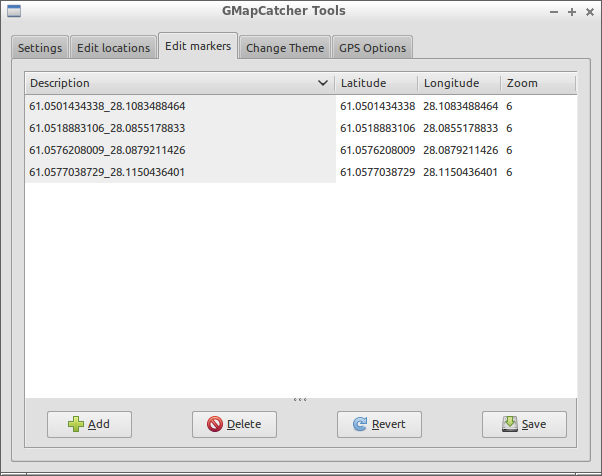 GMapCatcher Tools
Settings Edit locations Edit markers Change Theme GPS Options
Description Latitude Longitude Zoom
61.0501434338_28.1083488464 61.0501434338 28.1083488464 6
61.0518883106_28.0855178833 61.0518883106 28.0855178833 6
61.0576208009_28.0879211426 61.0576208009 28.0879211426 6
61.0577038729_28.1150436401 61.0577038729 28.1150436401 6
Add Delete Revert Save